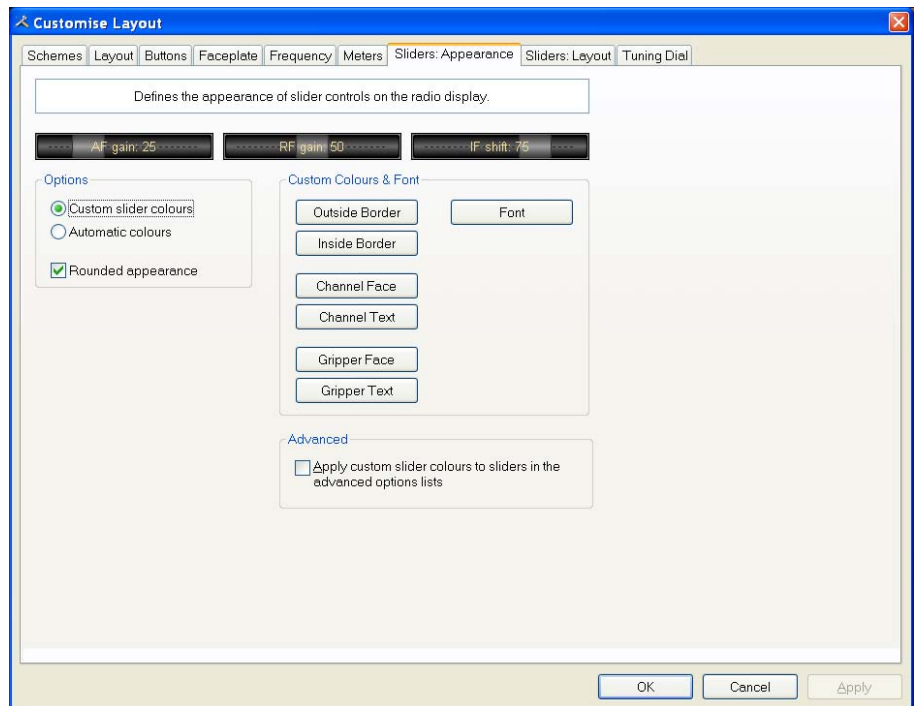 Customise Layout
Schemes Layout Buttons Faceplate Frequency Meters Sliders: Appearance Sliders: Layout Tuning Dial
Defines the appearance of slider controls on the radio display.
AF gain: 25 RF gain: 50 IF shift: 75
Options
Custom slider colours
Automatic colours
Rounded appearance
Custom Colours & Font
Outside Border Font
Inside Border
Channel Face
Channel Text
Gripper Face
Gripper Text
Advanced
Apply custom slider colours to sliders in the
advanced options lists
OK Cancel Apply